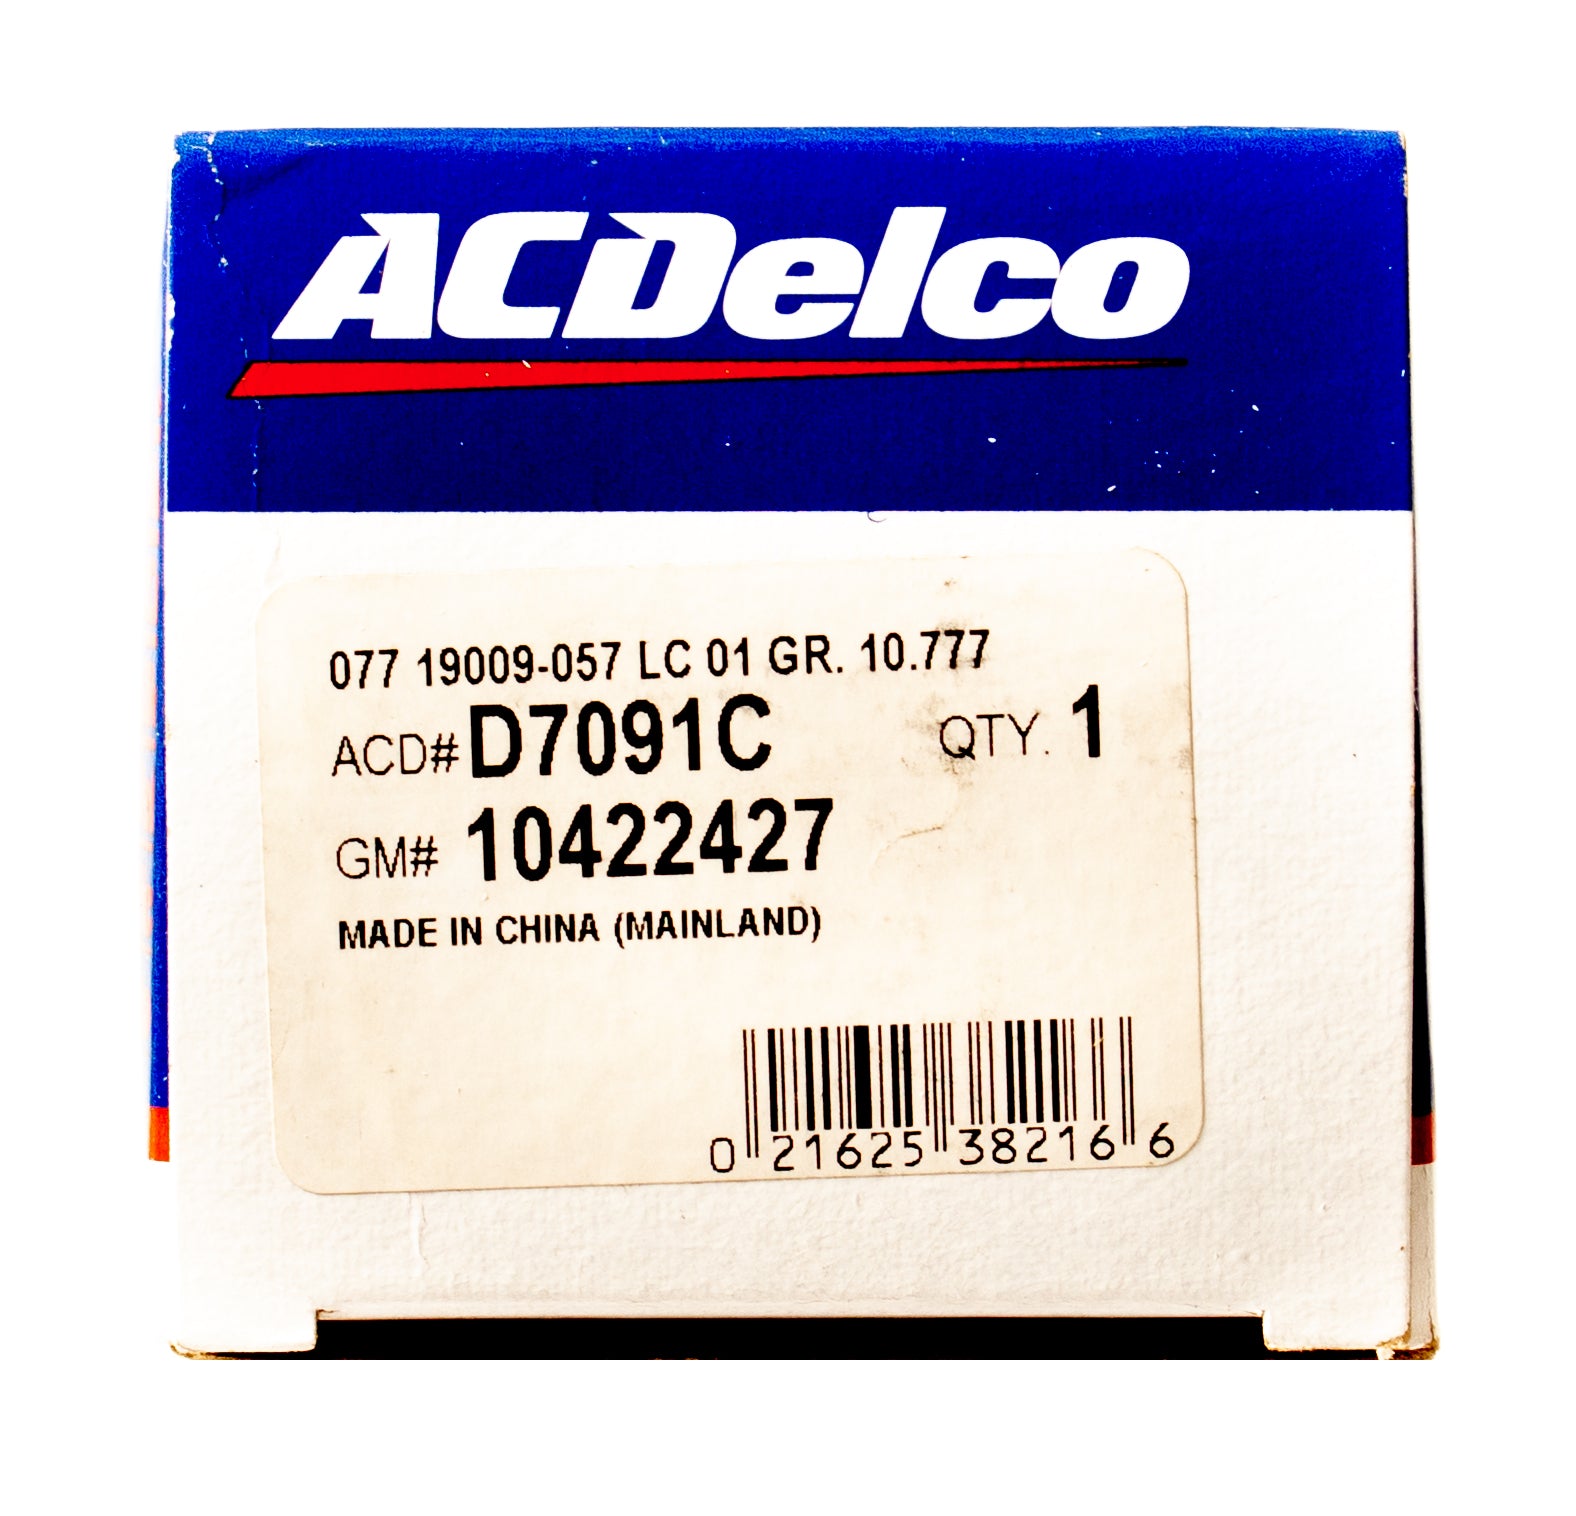 ACDelco
077 19009-057 LC 01 GR. 10.777
ACD# D7091C QTY. 1
GM# 10422427
MADE IN CHINA (MAINLAND)
0 21625 38216 6